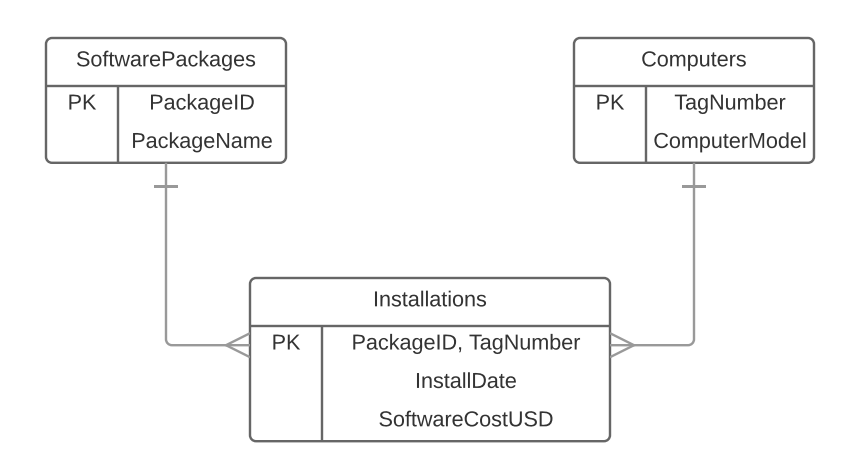 SoftwarePackages
PK PackageID
PackageName
Computers
PK TagNumber
ComputerModel
Installations
PK PackageID, TagNumber
InstallDate
SoftwareCostUSD